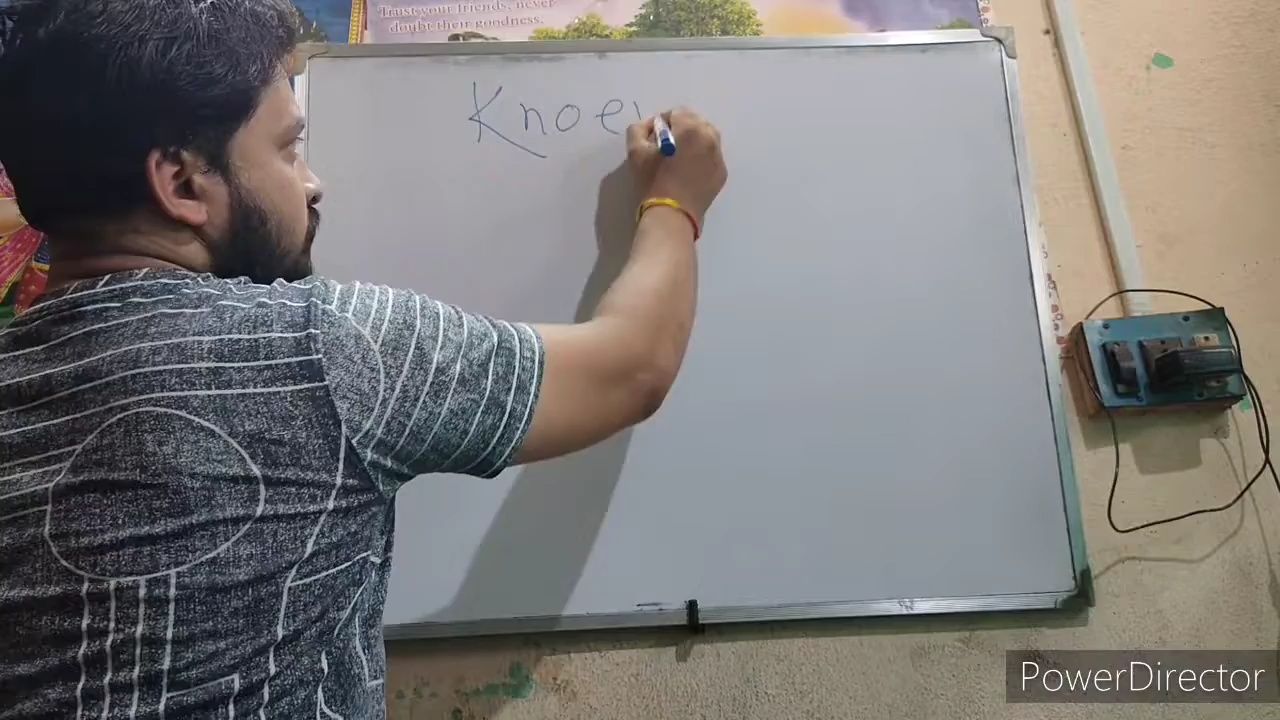 Trust your friends, never
doubt their goodness.
Knoe
PowerDirector